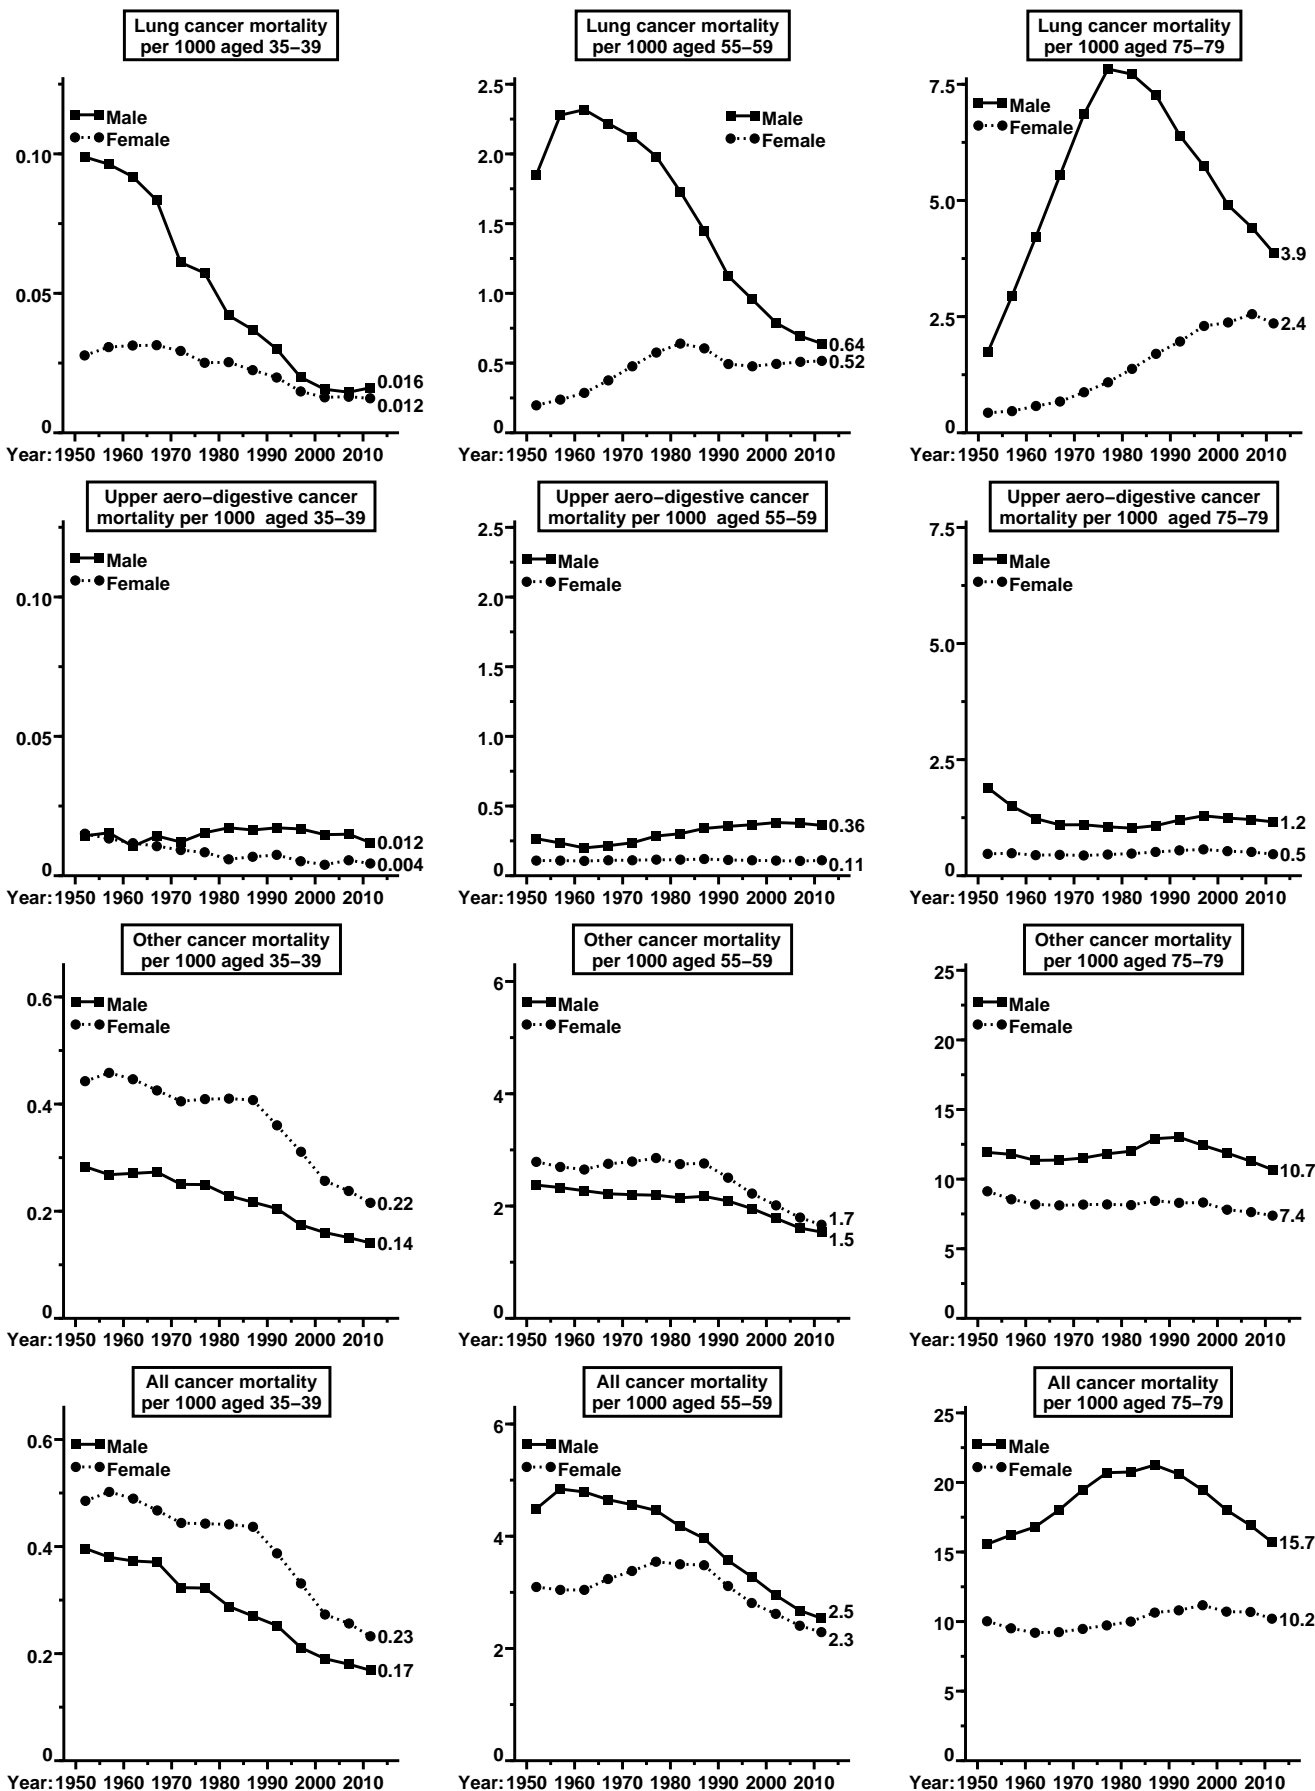 Lung cancer mortality
per 1000 aged 35–39
Male
Female
0.10
0.05
0
0.016
0.012
Year: 1950 1960 1970 1980 1990 2000 2010
Lung cancer mortality
per 1000 aged 55–59
2.5
Male
Female
2.0
1.5
1.0
0.5
0
0.64
0.52
Year: 1950 1960 1970 1980 1990 2000 2010
Lung cancer mortality
per 1000 aged 75–79
7.5
Male
Female
5.0
2.5
0
3.9
2.4
Year: 1950 1960 1970 1980 1990 2000 2010
Upper aero–digestive cancer
mortality per 1000 aged 35–39
Male
Female
0.10
0.05
0
0.012
0.004
Year: 1950 1960 1970 1980 1990 2000 2010
Upper aero–digestive cancer
mortality per 1000 aged 55–59
2.5
Male
Female
2.0
1.5
1.0
0.5
0
0.36
0.11
Year: 1950 1960 1970 1980 1990 2000 2010
Upper aero–digestive cancer
mortality per 1000 aged 75–79
7.5
Male
Female
5.0
2.5
0
1.2
0.5
Year: 1950 1960 1970 1980 1990 2000 2010
Other cancer mortality
per 1000 aged 35–39
0.6
Male
Female
0.4
0.2
0
0.22
0.14
Year: 1950 1960 1970 1980 1990 2000 2010
Other cancer mortality
per 1000 aged 55–59
6
Male
Female
4
2
0
1.7
1.5
Year: 1950 1960 1970 1980 1990 2000 2010
Other cancer mortality
per 1000 aged 75–79
25
Male
Female
20
15
10
5
0
10.7
7.4
Year: 1950 1960 1970 1980 1990 2000 2010
All cancer mortality
per 1000 aged 35–39
0.6
Male
Female
0.4
0.2
0
0.23
0.17
Year: 1950 1960 1970 1980 1990 2000 2010
All cancer mortality
per 1000 aged 55–59
6
Male
Female
4
2
0
2.5
2.3
Year: 1950 1960 1970 1980 1990 2000 2010
All cancer mortality
per 1000 aged 75–79
25
Male
Female
20
15
10
5
0
15.7
10.2
Year: 1950 1960 1970 1980 1990 2000 2010